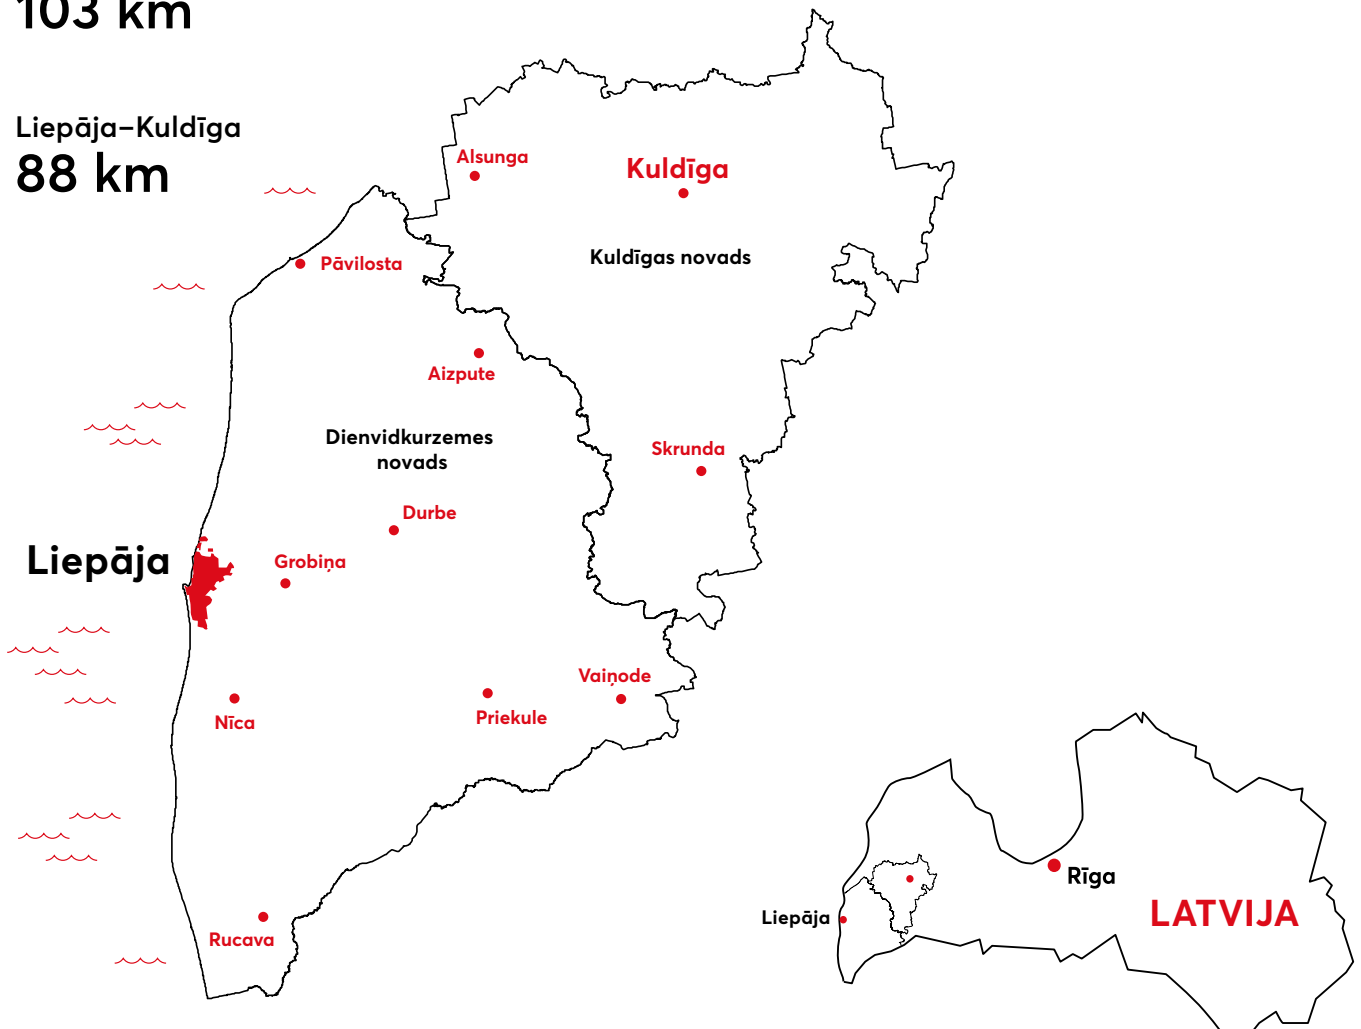 103 km
Liepāja–Kuldīga
88 km
Alsunga
Kuldīga
Kuldīgas novads
Pāvilosta
Aizpute
Dienvidkurzemes
novads
Skrunda
Durbe
Liepāja
Grobiņa
Vaiņode
Nīca
Priekule
Rucava
Rīga
Liepāja
LATVIJA